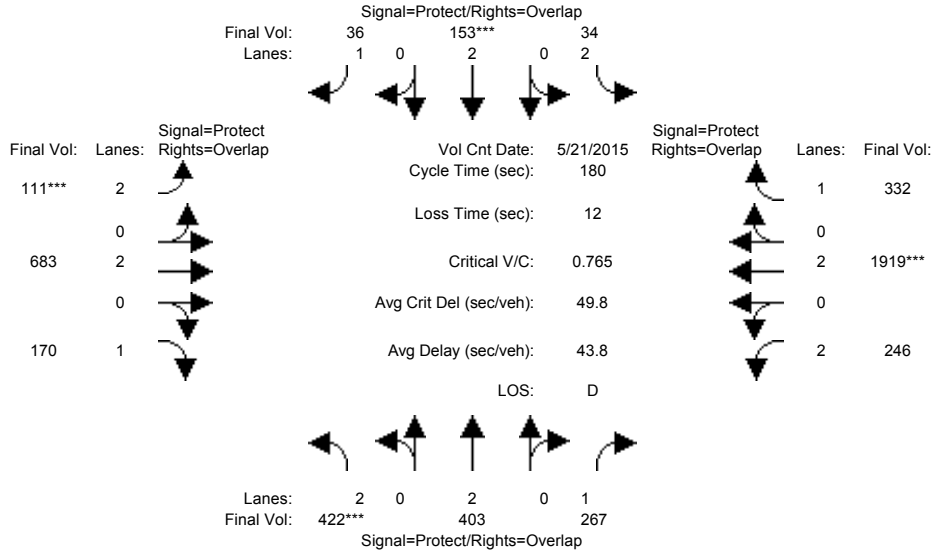 Signal=Protect/Rights=Overlap
Final Vol: 36 153*** 34
Lanes: 1 0 2 0 2
Signal=Protect Signal=Protect
Final Vol: Lanes: Rights=Overlap Vol Cnt Date: 5/21/2015 Rights=Overlap Lanes: Final Vol:
Cycle Time (sec): 180
111*** 2 1 332
Loss Time (sec): 12
0 0
683 2 Critical V/C: 0.765 2 1919***
0 Avg Crit Del (sec/veh): 49.8 0
170 1 Avg Delay (sec/veh): 43.8 2 246
LOS: D
Lanes: 2 0 2 0 1
Final Vol: 422*** 403 267
Signal=Protect/Rights=Overlap